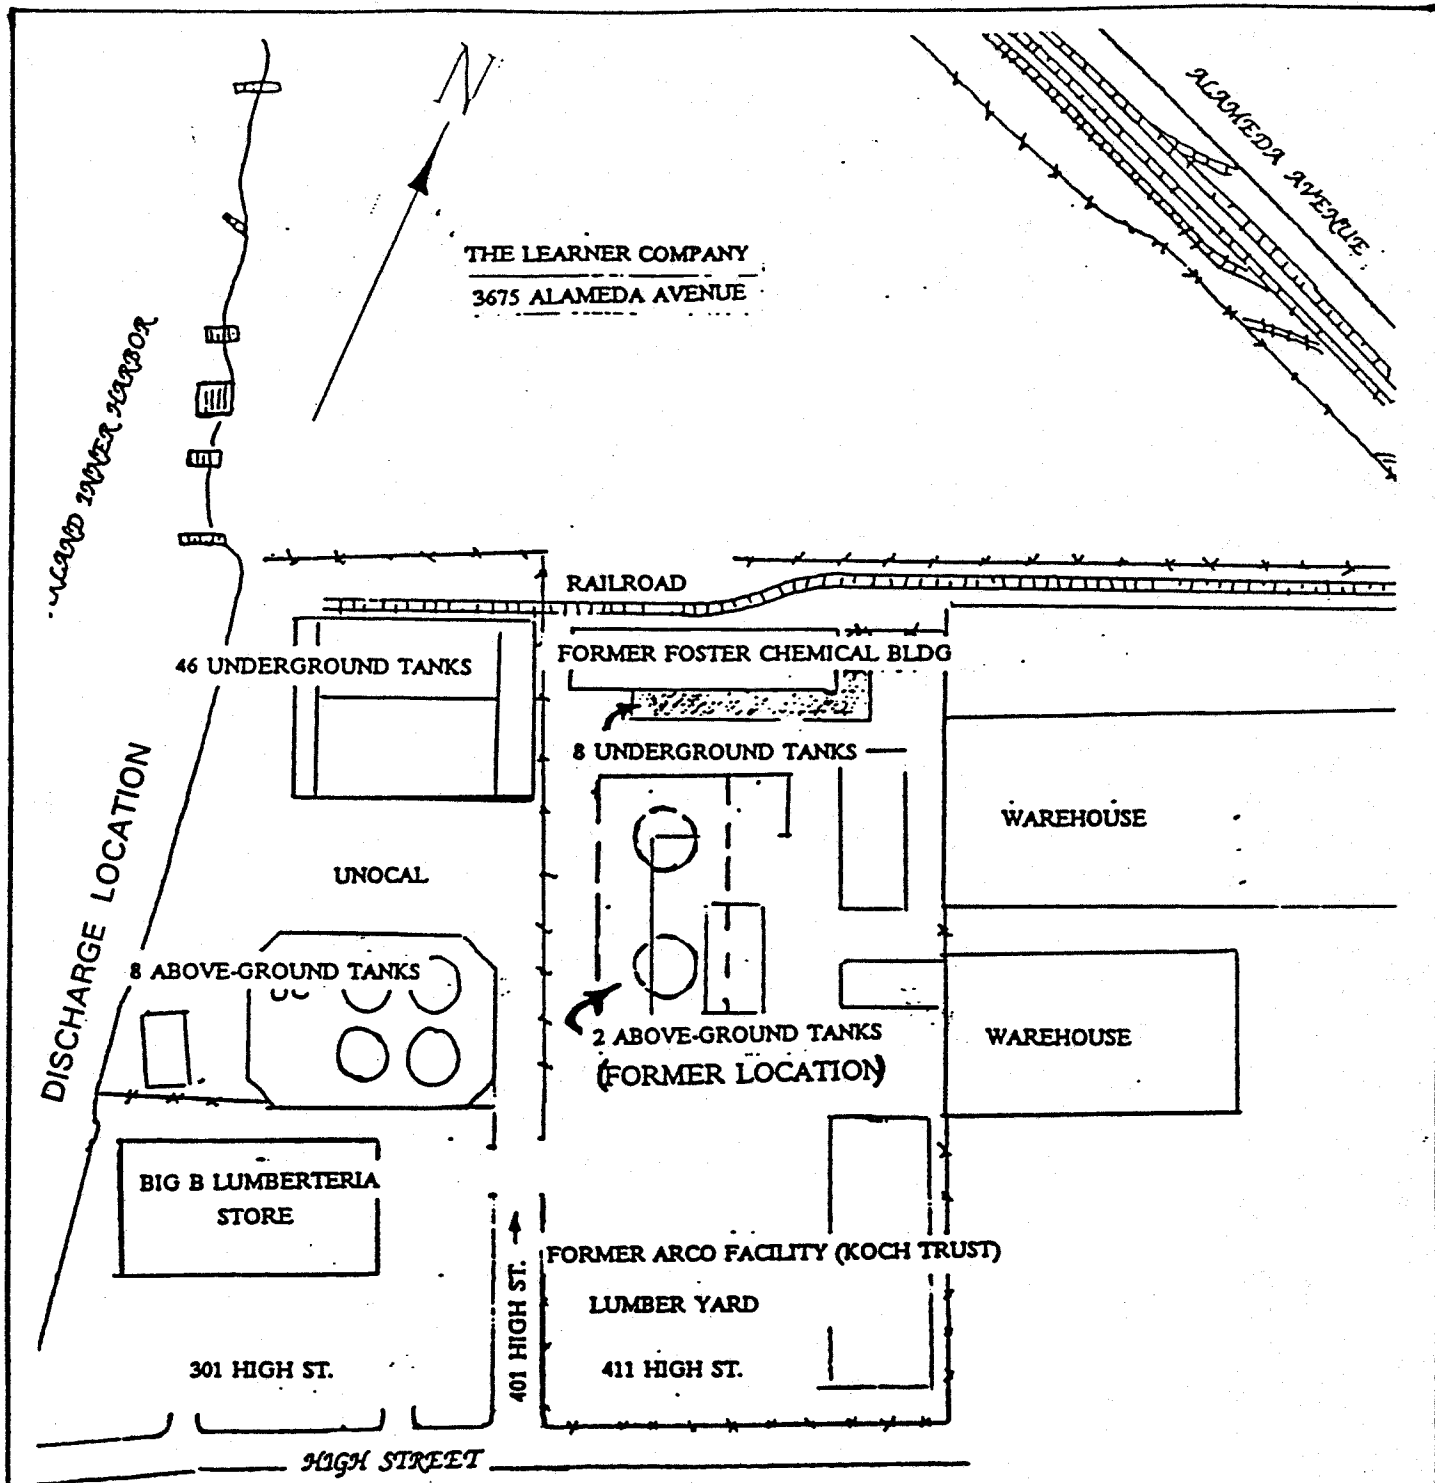 N
ALAMEDA AVENUE
THE LEARNER COMPANY
3675 ALAMEDA AVENUE
INNER HARBOR
RAILROAD
46 UNDERGROUND TANKS
FORMER FOSTER CHEMICAL BLDG
8 UNDERGROUND TANKS
DISCHARGE LOCATION
WAREHOUSE
UNOCAL
8 ABOVE-GROUND TANKS
2 ABOVE-GROUND TANKS
(FORMER LOCATION)
WAREHOUSE
BIG B LUMBERTERIA
STORE
401 HIGH ST.
FORMER ARCO FACILITY (KOCH TRUST)
LUMBER YARD
301 HIGH ST.
411 HIGH ST.
HIGH STREET